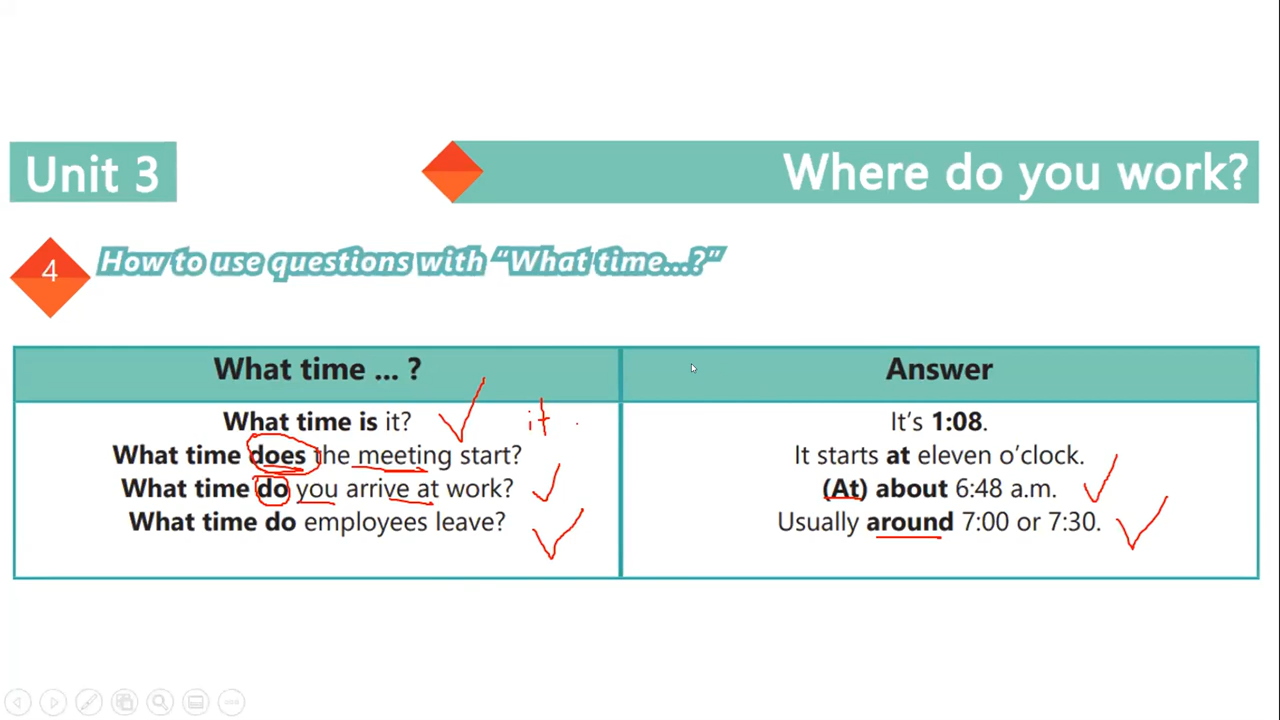 Unit 3
Where do you work?
4
How to use questions with “What time...?”
What time ... ?
Answer
What time is it?
it
It’s 1:08.
What time does the meeting start?
It starts at eleven o’clock.
What time do you arrive at work?
(At) about 6:48 a.m.
What time do employees leave?
Usually around 7:00 or 7:30.